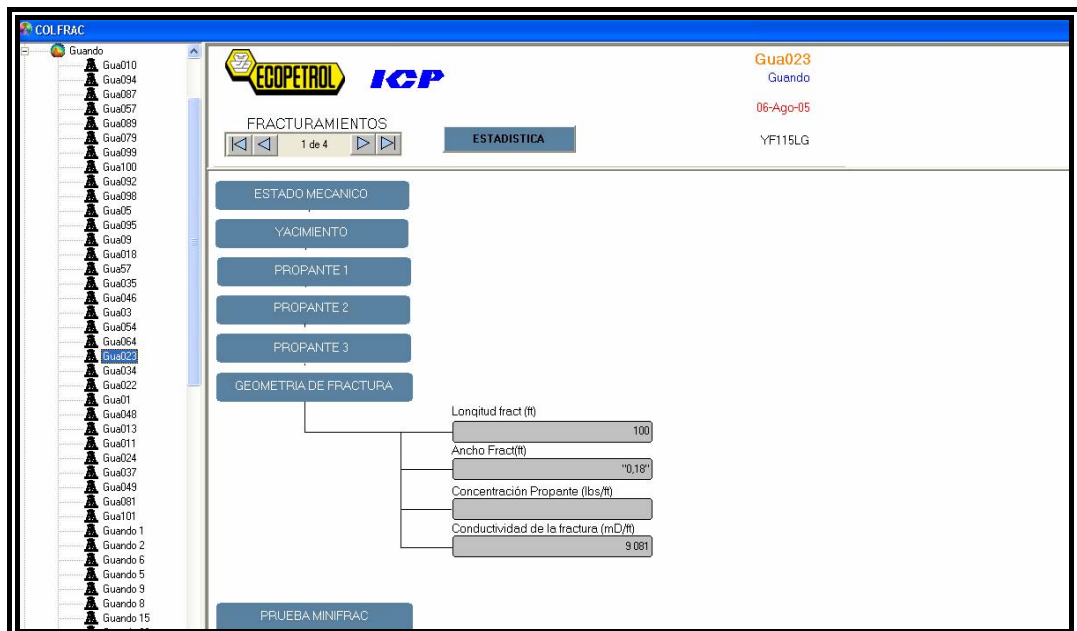 COLFRAC
Guando
Gua010
Gua094
Gua087
Gua057
Gua089
Gua079
Gua099
Gua100
Gua092
Gua098
Gua05
Gua095
Gua09
Gua018
Gua57
Gua035
Gua046
Gua03
Gua054
Gua064
Gua023
Gua034
Gua022
Gua01
Gua048
Gua013
Gua011
Gua024
Gua037
Gua049
Gua081
Gua101
Guando 1
Guando 2
Guando 6
Guando 5
Guando 9
Guando 8
Guando 15
ECOPETROL
ICP
Gua023
Guando
06-Ago-05
YF115LG
FRACTURAMIENTOS
1 de 4
ESTADISTICA
ESTADO MECANICO
YACIMIENTO
PROPANTE 1
PROPANTE 2
PROPANTE 3
GEOMETRIA DE FRACTURA
Longitud fract (ft)
100
Ancho Fract(ft)
"0,18"
Concentración Propante (lbs/ft)
Conductividad de la fractura (mD/ft)
9 081
PRUEBA MINIFRAC